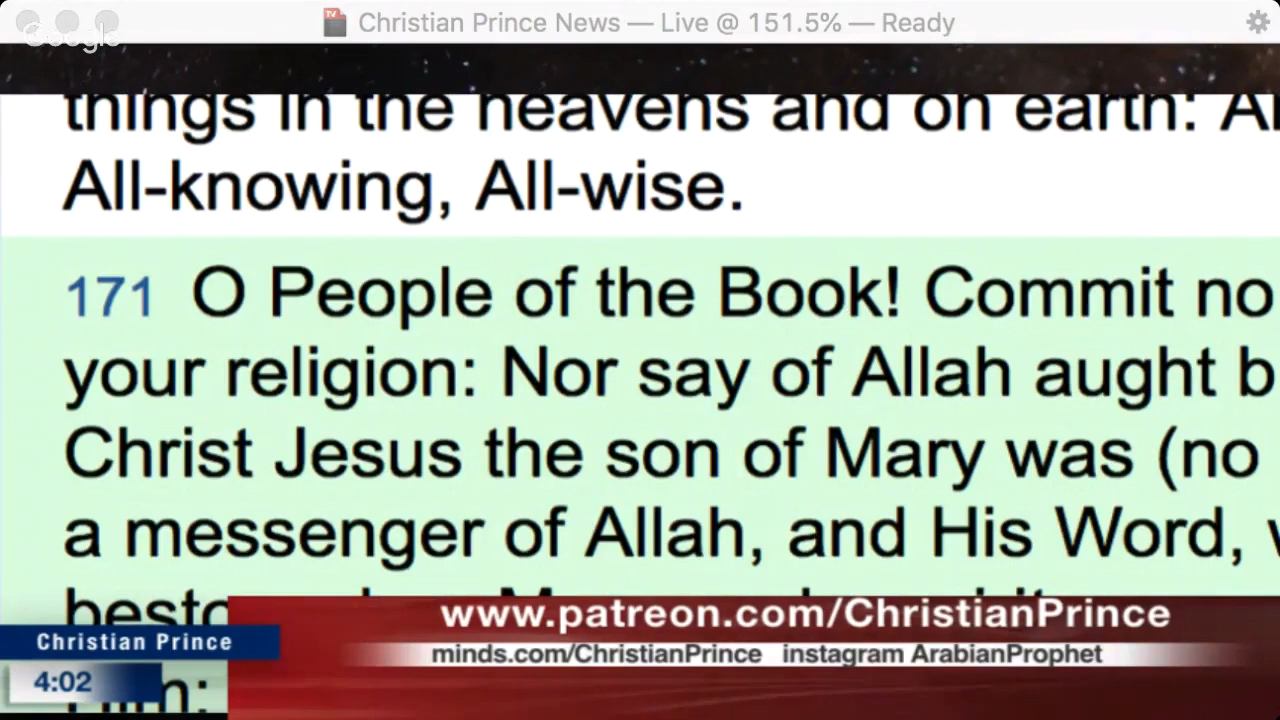 Christian Prince News — Live @ 151.5% — Ready
Google
things in the heavens and on earth:
All-knowing, All-wise.
171 O People of the Book! Commit no
your religion: Nor say of Allah aught b
Christ Jesus the son of Mary was (no
a messenger of Allah, and His Word,
www.patreon.com/ChristianPrince
Christian Prince
minds.com/ChristianPrince instagram ArabianProphet
4:02